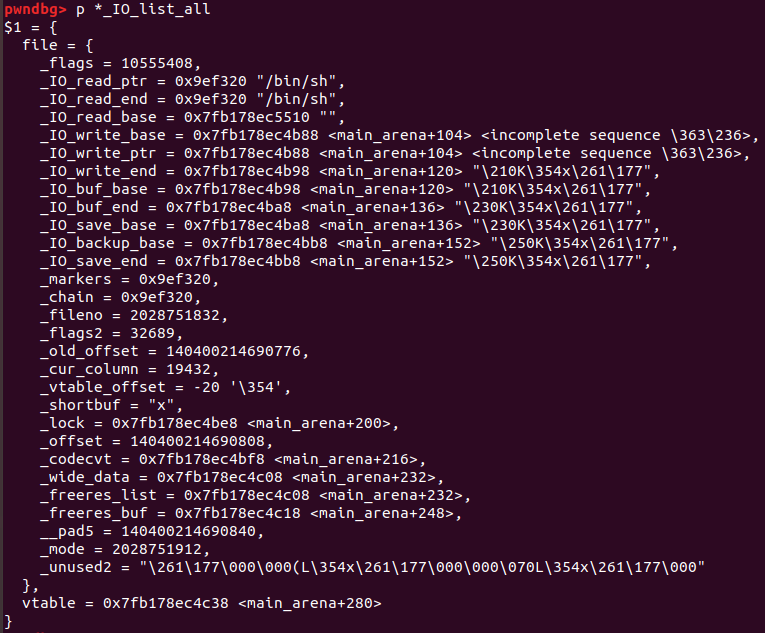 pwndbg> p *_IO_list_all
$1 = {
  file = {
    _flags = 10555408,
    _IO_read_ptr = 0x9ef320 "/bin/sh",
    _IO_read_end = 0x9ef320 "/bin/sh",
    _IO_read_base = 0x7fb178ec5510 "",
    _IO_write_base = 0x7fb178ec4b88 <main_arena+104> <incomplete sequence \363\236>,
    _IO_write_ptr = 0x7fb178ec4b88 <main_arena+104> <incomplete sequence \363\236>,
    _IO_write_end = 0x7fb178ec4b98 <main_arena+120> "\210K\354x\261\177",
    _IO_buf_base = 0x7fb178ec4b98 <main_arena+120> "\210K\354x\261\177",
    _IO_buf_end = 0x7fb178ec4ba8 <main_arena+136> "\230K\354x\261\177",
    _IO_save_base = 0x7fb178ec4ba8 <main_arena+136> "\230K\354x\261\177",
    _IO_backup_base = 0x7fb178ec4bb8 <main_arena+152> "\250K\354x\261\177",
    _IO_save_end = 0x7fb178ec4bb8 <main_arena+152> "\250K\354x\261\177",
    _markers = 0x9ef320,
    _chain = 0x9ef320,
    _fileno = 2028751832,
    _flags2 = 32689,
    _old_offset = 140400214690776,
    _cur_column = 19432,
    _vtable_offset = -20 '\354',
    _shortbuf = "x",
    _lock = 0x7fb178ec4be8 <main_arena+200>,
    _offset = 140400214690808,
    _codecvt = 0x7fb178ec4bf8 <main_arena+216>,
    _wide_data = 0x7fb178ec4c08 <main_arena+232>,
    _freeres_list = 0x7fb178ec4c08 <main_arena+232>,
    _freeres_buf = 0x7fb178ec4c18 <main_arena+248>,
    __pad5 = 140400214690840,
    _mode = 2028751912,
    _unused2 = "\261\177\000\000(L\354x\261\177\000\000\070L\354x\261\177\000"
  },
  vtable = 0x7fb178ec4c38 <main_arena+280>
}